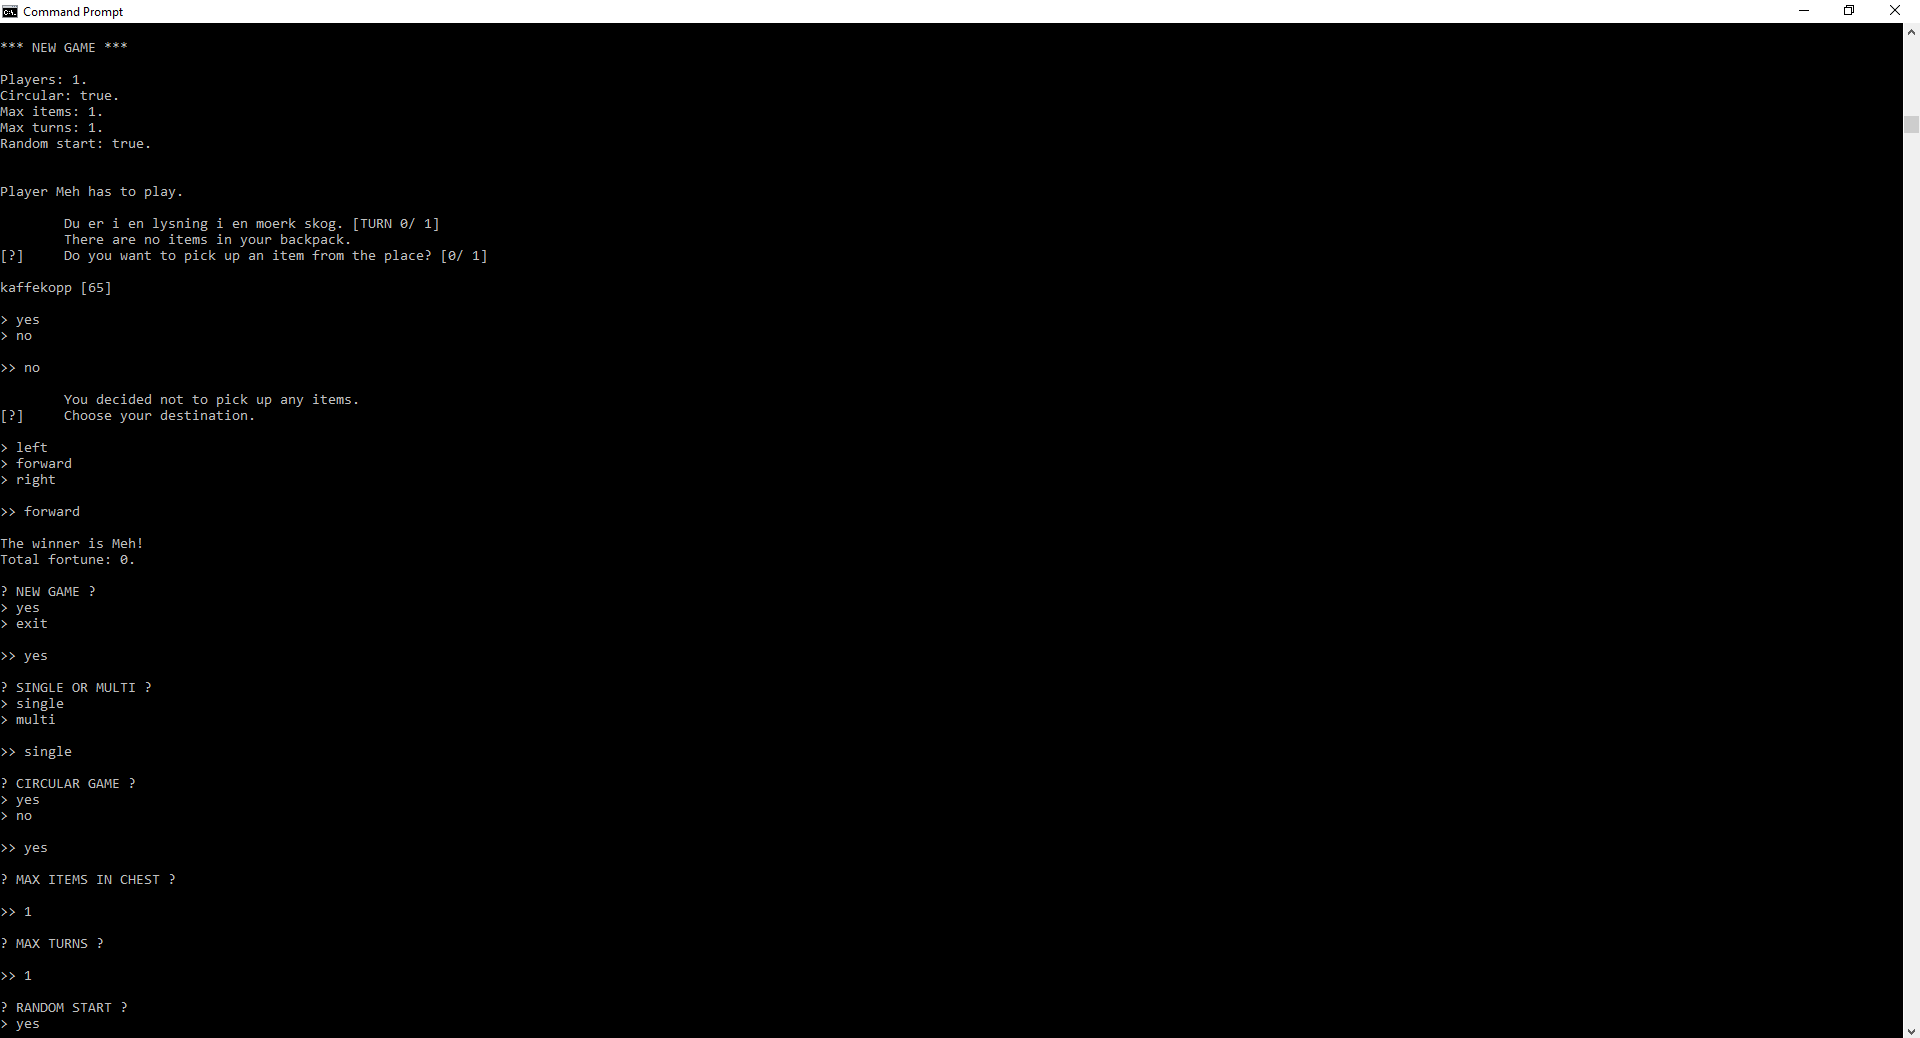 Command Prompt
*** NEW GAME ***
Players: 1.
Circular: true.
Max items: 1.
Max turns: 1.
Random start: true.
Player Meh has to play.
Du er i en lysning i en moerk skog. [TURN 0/ 1]
There are no items in your backpack.
[?] Do you want to pick up an item from the place? [0/ 1]
kaffekopp [65]
> yes
> no
>> no
You decided not to pick up any items.
[?] Choose your destination.
> left
> forward
> right
>> forward
The winner is Meh!
Total fortune: 0.
? NEW GAME ?
> yes
> exit
>> yes
? SINGLE OR MULTI ?
> single
> multi
>> single
? CIRCULAR GAME ?
> yes
> no
>> yes
? MAX ITEMS IN CHEST ?
>> 1
? MAX TURNS ?
>> 1
? RANDOM START ?
> yes